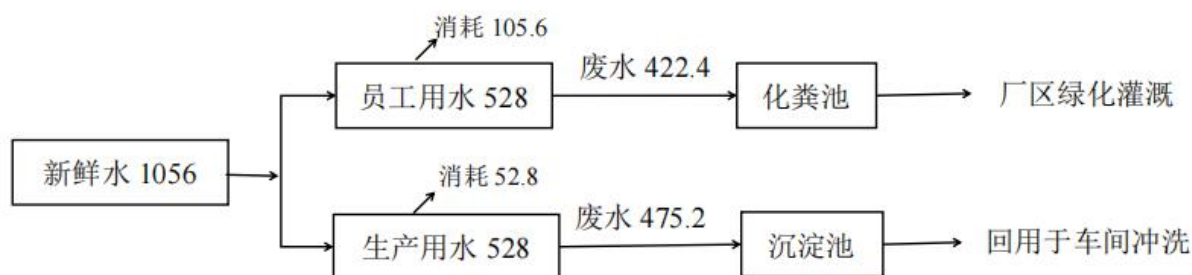 消耗 105.6
员工用水 528
废水 422.4
化粪池
厂区绿化灌溉
新鲜水 1056
消耗 52.8
生产用水 528
废水 475.2
沉淀池
回用于车间冲洗